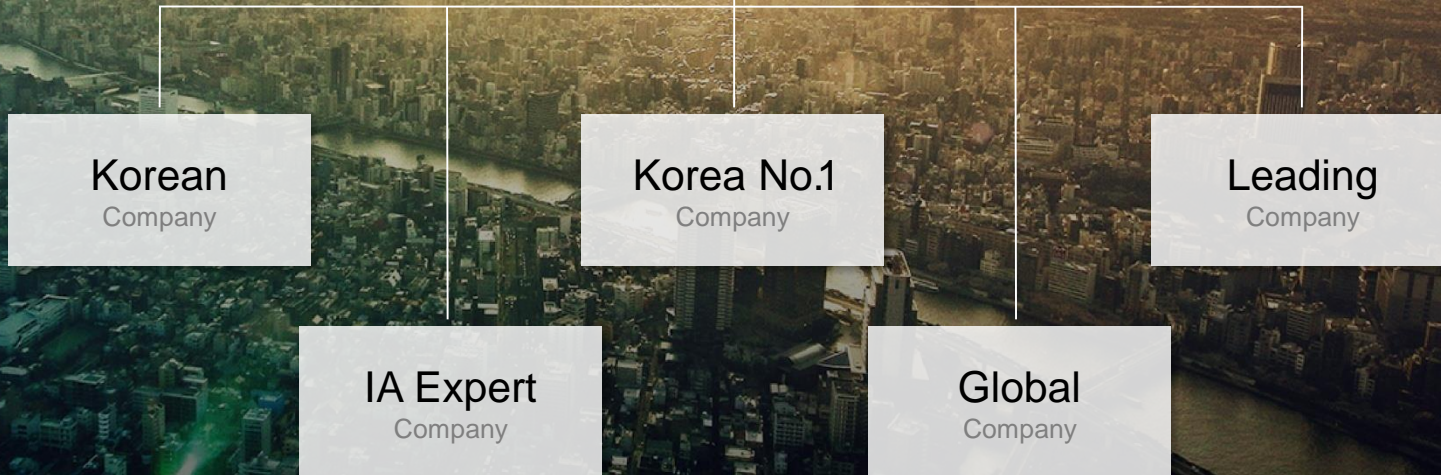 Korean
Company
Korea No.1
Company
Leading
Company
IA Expert
Company
Global
Company